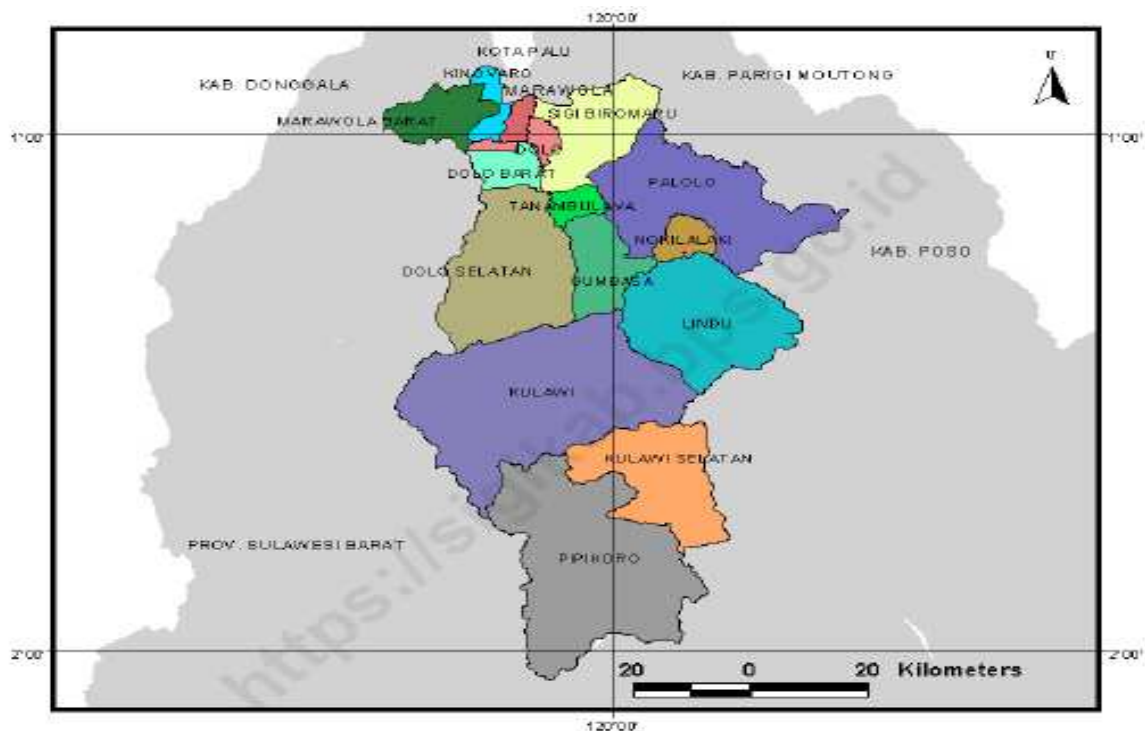 120°00'
KOTA PALU
KINOVARO
KAB. DONGGALA
KAB. PARIGI MOUTONG
MARAWOLA
SIGI BIROMARU
MARAWOLA BARAT
1°00'
1°00'
DOLO
DOLO BARAT
PALOLO
TANAMBULAVA
NOKILALAKI
KAB. POSO
DOLO SELATAN
GUMBASA
LINDU
KULAWI
KULAWI SELATAN
PROV. SULAWESI BARAT
PIPIKORO
2°00'
2°00'
20 0 20 Kilometers
120°00'
https://sigikab.bps.go.id